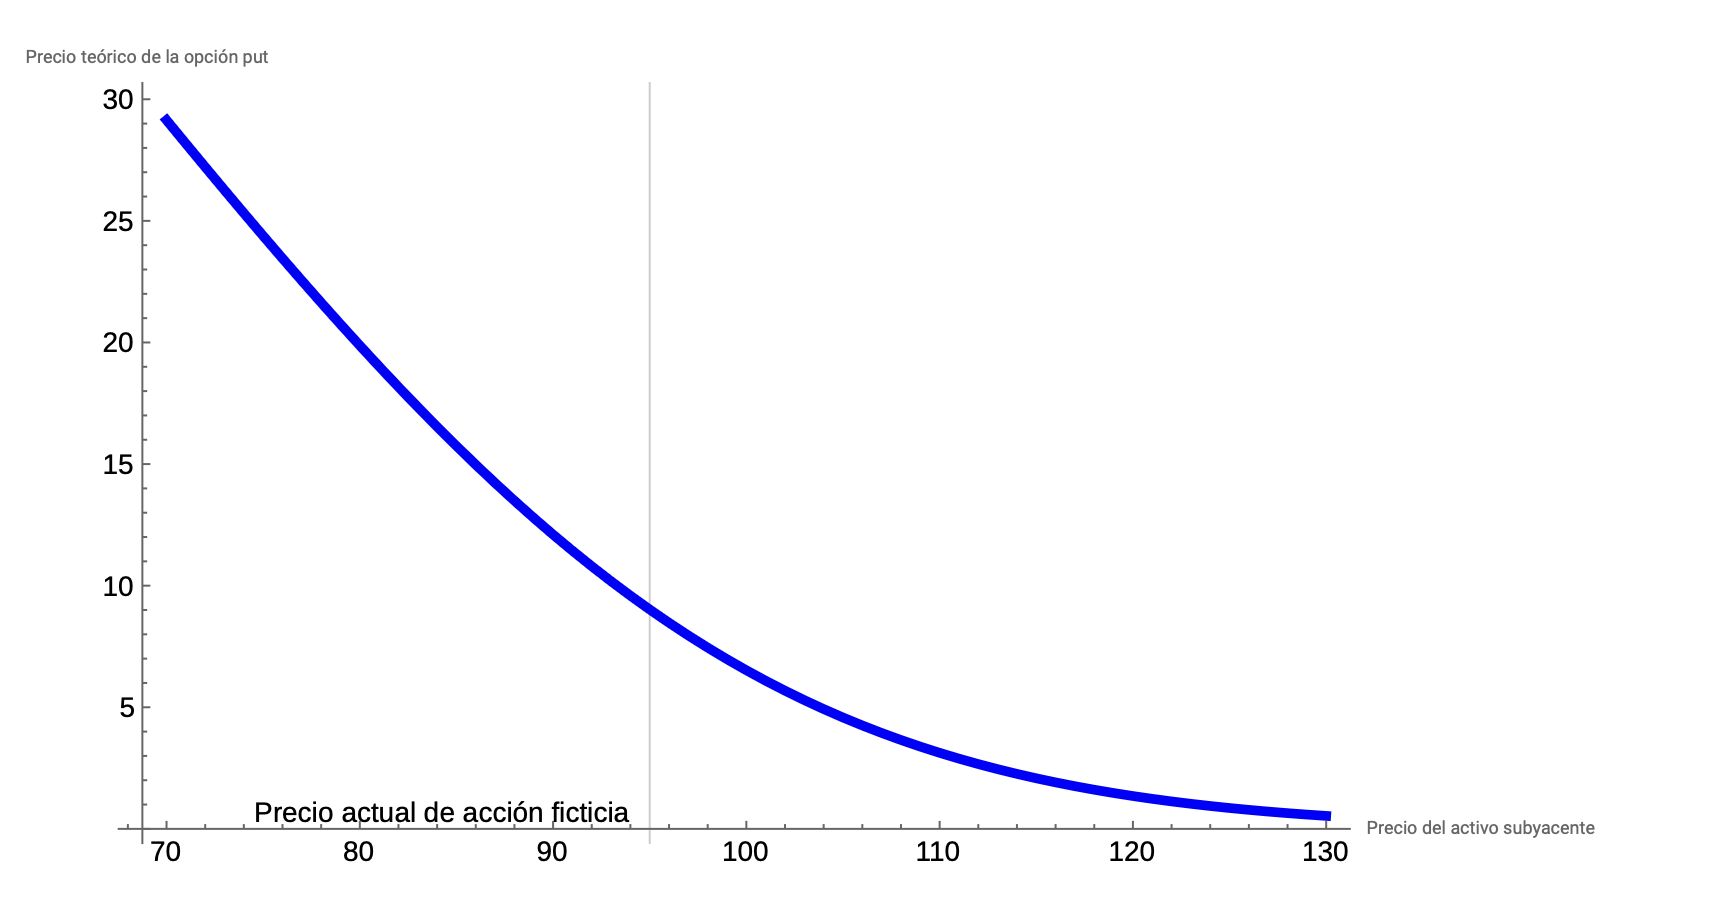 Precio teórico de la opción put
30
25
20
15
10
5
Precio actual de acción ficticia
Precio del activo subyacente
70 80 90 100 110 120 130